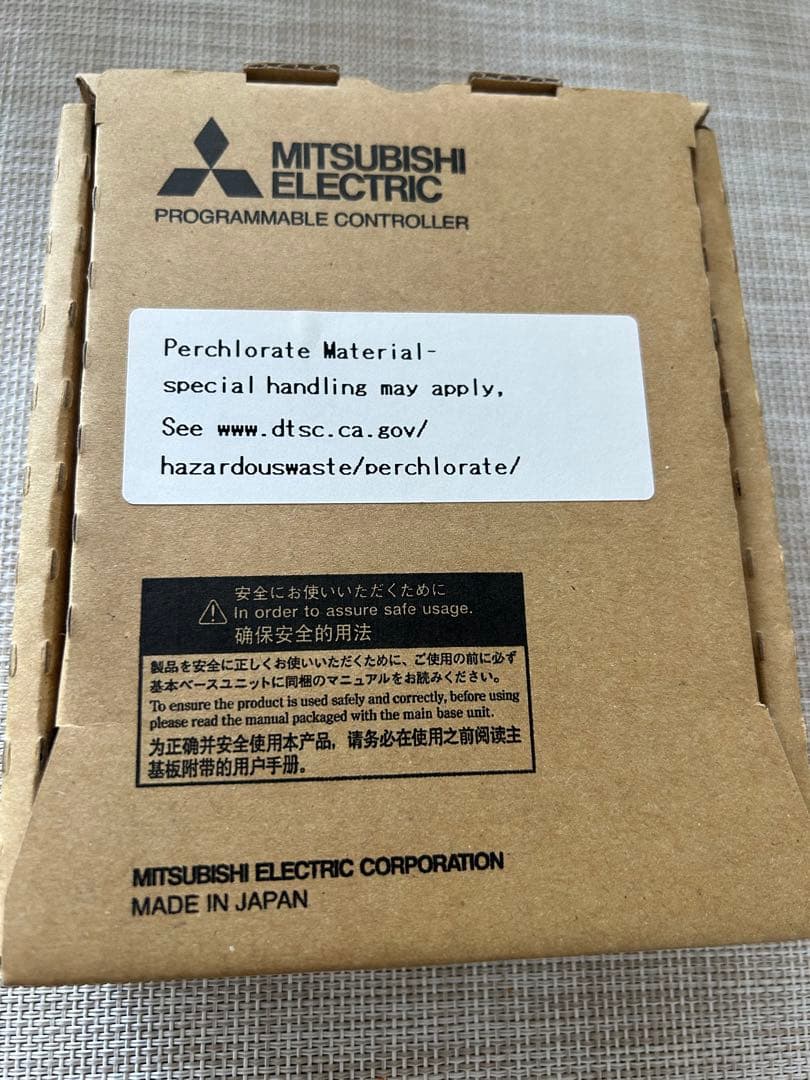 MITSUBISHI
ELECTRIC
PROGRAMMABLE CONTROLLER
Perchlorate Material-
special handling may apply,
See www.dtsc.ca.gov/
hazardouswaste/perchlorate/
安全にお使いいただくために
In order to assure safe usage.
确保安全的用法
製品を安全に正しくお使いいただくために、ご使用の前に必ず
基本ベースユニットに同梱のマニュアルをお読みください。
To ensure the product is used safely and correctly, before using
please read the manual packaged with the main base unit.
为正确并安全使用本产品，请务必在使用之前阅读主
基板附带的用户手册。
MITSUBISHI ELECTRIC CORPORATION
MADE IN JAPAN